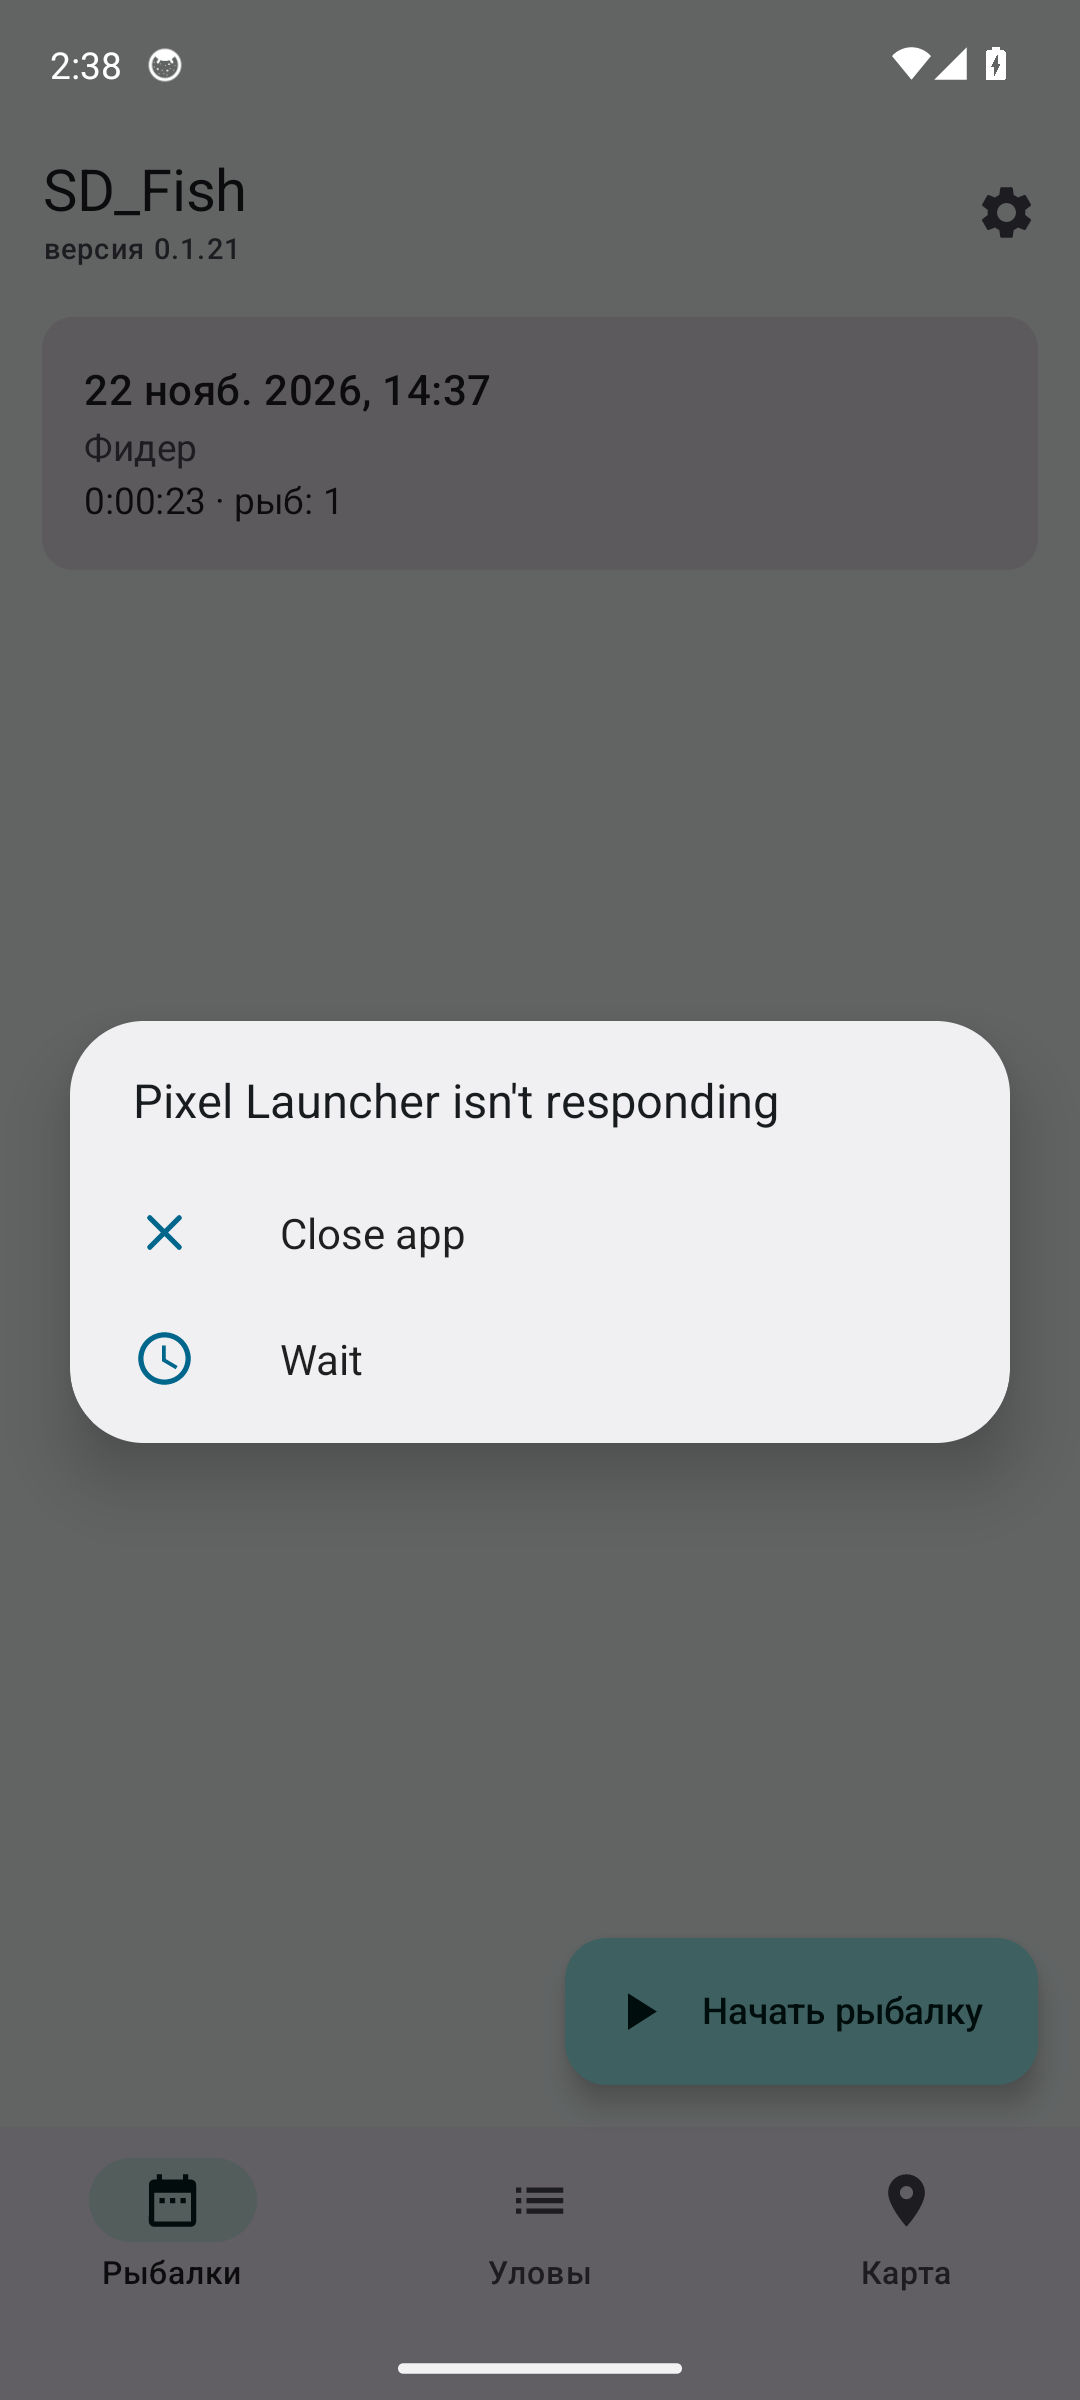 2:38
SD_Fish
версия 0.1.21
22 нояб. 2026, 14:37
Фидер
0:00:23 · рыб: 1
Pixel Launcher isn't responding
Close app
Wait
Начать рыбалку
Рыбалки
Уловы
Карта